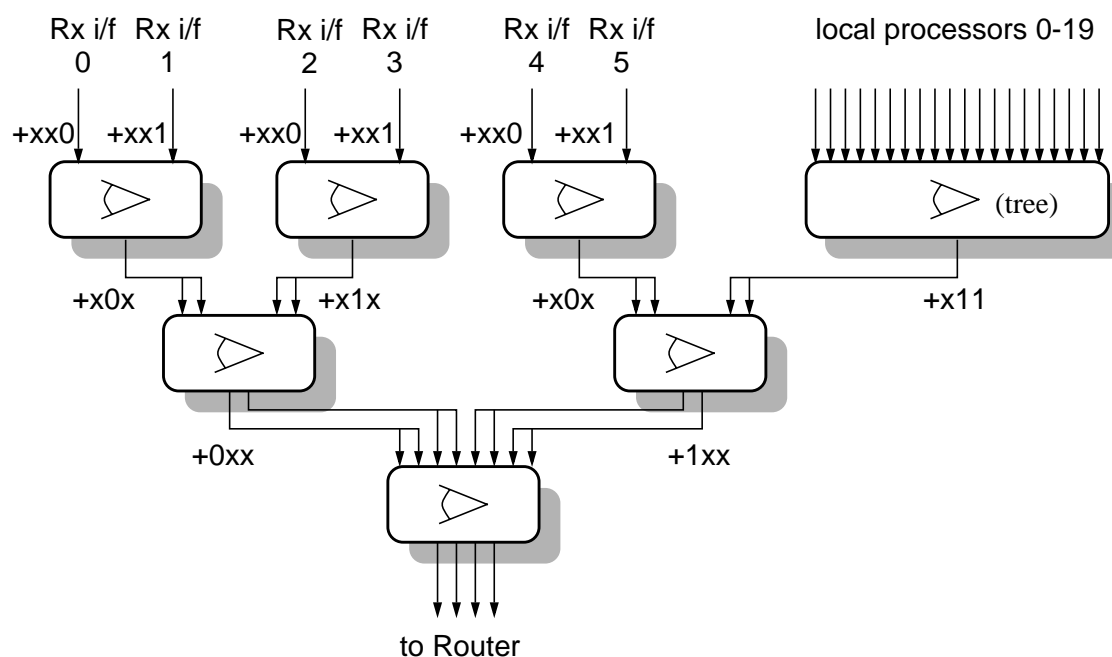 Rx i/f Rx i/f Rx i/f Rx i/f Rx i/f Rx i/f local processors 0-19
0 1 2 3 4 5
+xx0 +xx1 +xx0 +xx1 +xx0 +xx1
(tree)
+x0x +x1x +x0x +x11
+0xx +1xx
to Router